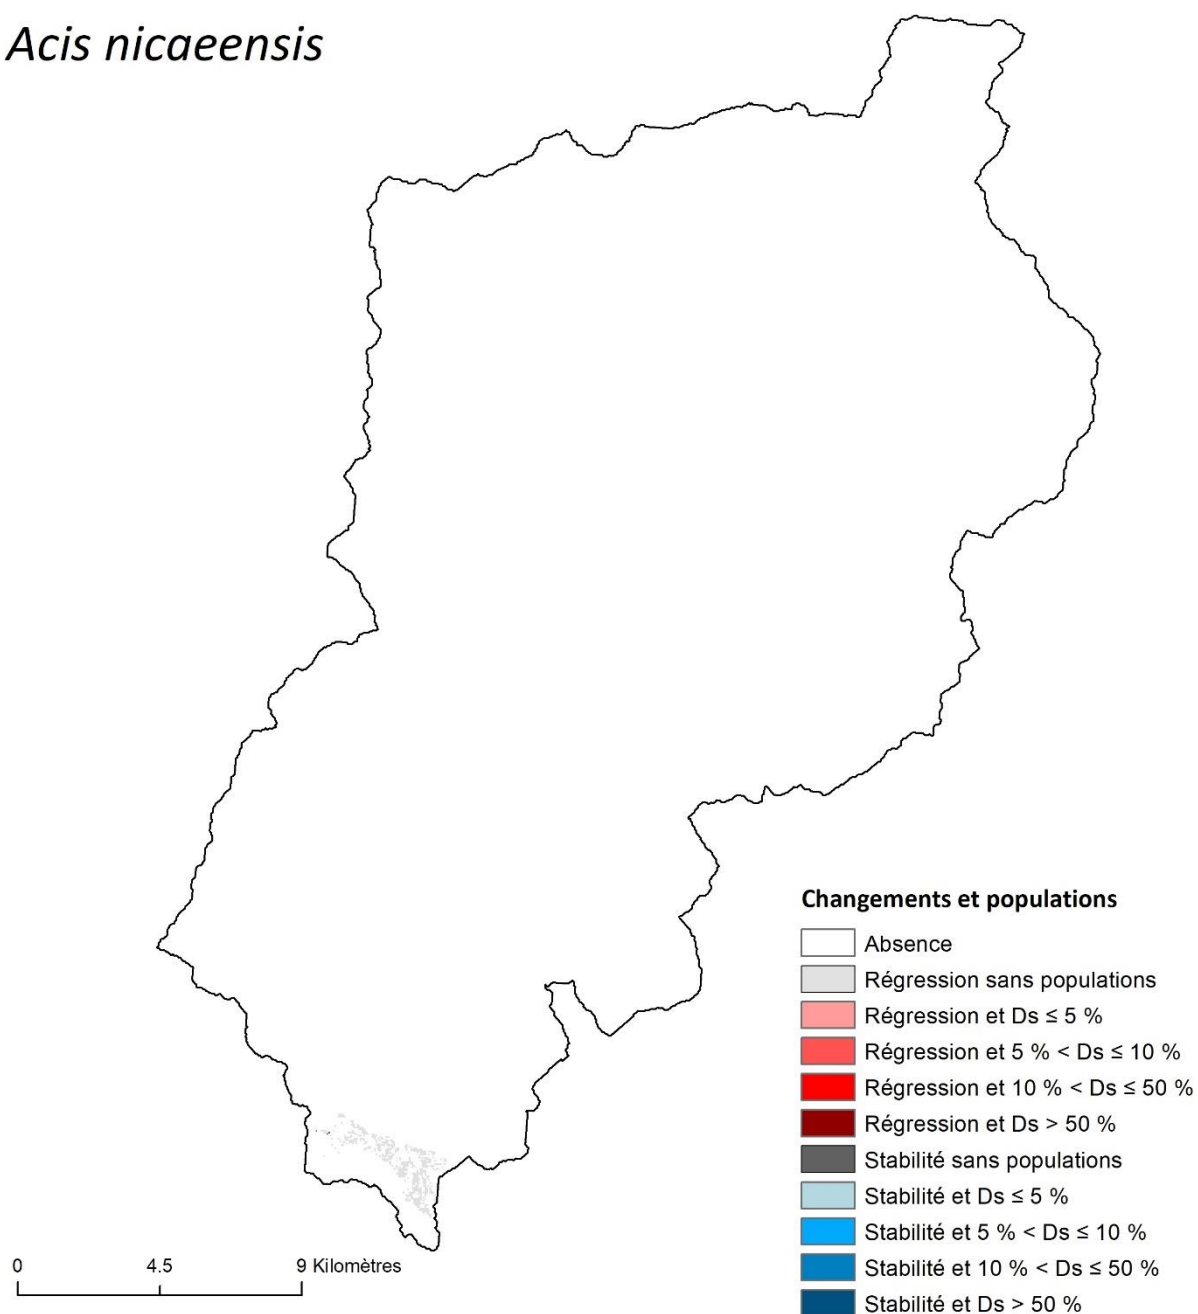 Acis nicaeensis
Changements et populations
Absence
Régression sans populations
Régression et Ds ≤ 5 %
Régression et 5 % < Ds ≤ 10 %
Régression et 10 % < Ds ≤ 50 %
Régression et Ds > 50 %
Stabilité sans populations
Stabilité et Ds ≤ 5 %
Stabilité et 5 % < Ds ≤ 10 %
Stabilité et 10 % < Ds ≤ 50 %
Stabilité et Ds > 50 %
0 4.5 9 Kilomètres